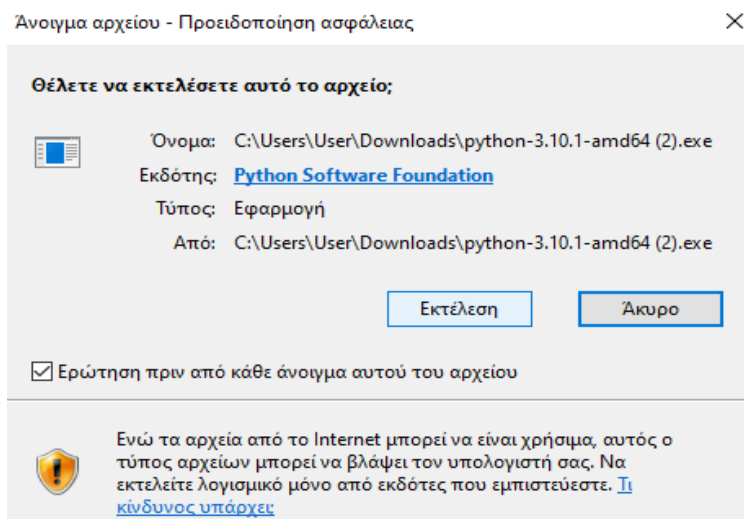 Άνοιγμα αρχείου - Προειδοποίηση ασφάλειας
Θέλετε να εκτελέσετε αυτό το αρχείο;
Όνομα: C:\Users\User\Downloads\python-3.10.1-amd64 (2).exe
Εκδότης: Python Software Foundation
Τύπος: Εφαρμογή
Από: C:\Users\User\Downloads\python-3.10.1-amd64 (2).exe
Εκτέλεση Άκυρο
Ερώτηση πριν από κάθε άνοιγμα αυτού του αρχείου
Ενώ τα αρχεία από το Internet μπορεί να είναι χρήσιμα, αυτός ο
τύπος αρχείων μπορεί να βλάψει τον υπολογιστή σας. Να
εκτελείτε λογισμικό μόνο από εκδότες που εμπιστεύεστε. Τι
κίνδυνος υπάρχει;